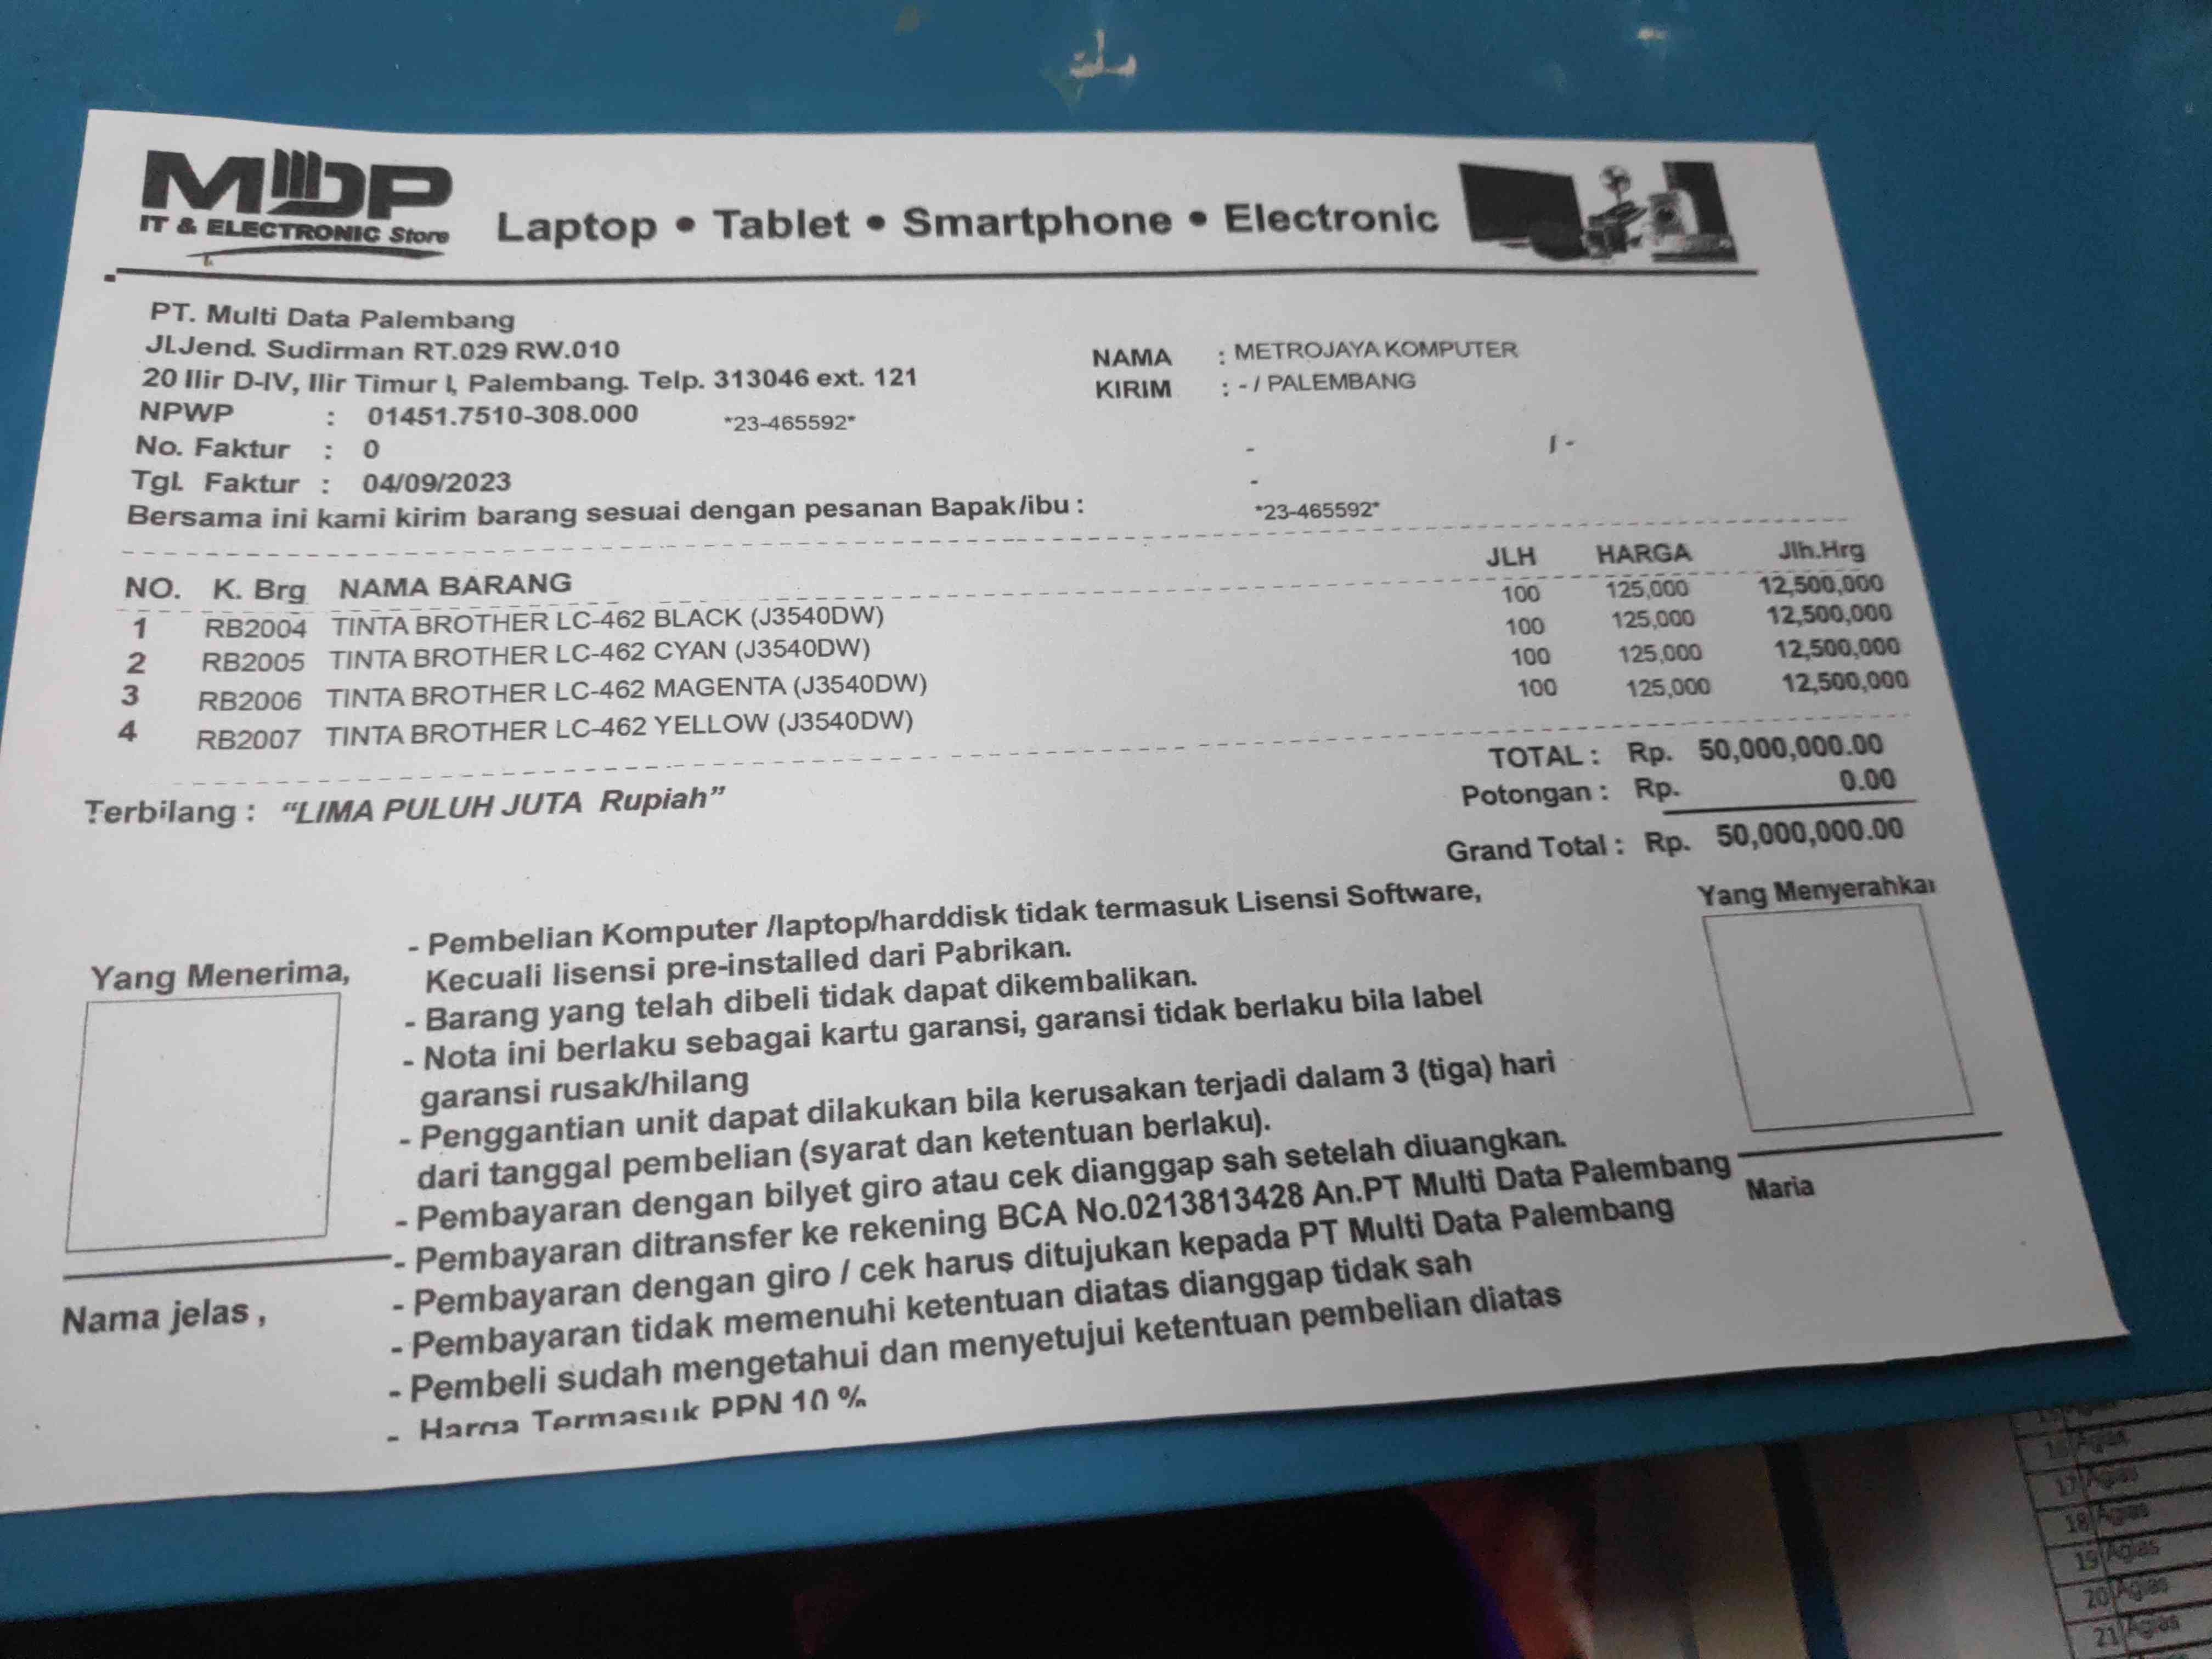 MDP
IT & ELECTRONIC Store
Laptop • Tablet • Smartphone • Electronic
PT. Multi Data Palembang
Jl.Jend. Sudirman RT.029 RW.010
20 Ilir D-IV, Ilir Timur I, Palembang. Telp. 313046 ext. 121
NPWP : 01451.7510-308.000 *23-465592*
No. Faktur : 0
Tgl. Faktur : 04/09/2023
NAMA : METROJAYA KOMPUTER
KIRIM : - / PALEMBANG
- / -
-
Bersama ini kami kirim barang sesuai dengan pesanan Bapak/ibu : *23-465592*
NO. K. Brg NAMA BARANG JLH HARGA Jlh.Hrg
1 RB2004 TINTA BROTHER LC-462 BLACK (J3540DW) 100 125,000 12,500,000
2 RB2005 TINTA BROTHER LC-462 CYAN (J3540DW) 100 125,000 12,500,000
3 RB2006 TINTA BROTHER LC-462 MAGENTA (J3540DW) 100 125,000 12,500,000
4 RB2007 TINTA BROTHER LC-462 YELLOW (J3540DW) 100 125,000 12,500,000
TOTAL : Rp. 50,000,000.00
Potongan : Rp. 0.00
Grand Total : Rp. 50,000,000.00
Terbilang : “LIMA PULUH JUTA Rupiah”
Yang Menerima,
Nama jelas ,
- Pembelian Komputer /laptop/harddisk tidak termasuk Lisensi Software,
Kecuali lisensi pre-installed dari Pabrikan.
- Barang yang telah dibeli tidak dapat dikembalikan.
- Nota ini berlaku sebagai kartu garansi, garansi tidak berlaku bila label
garansi rusak/hilang
- Penggantian unit dapat dilakukan bila kerusakan terjadi dalam 3 (tiga) hari
dari tanggal pembelian (syarat dan ketentuan berlaku).
- Pembayaran dengan bilyet giro atau cek dianggap sah setelah diuangkan.
- Pembayaran ditransfer ke rekening BCA No.0213813428 An.PT Multi Data Palembang
- Pembayaran dengan giro / cek harus ditujukan kepada PT Multi Data Palembang
- Pembayaran tidak memenuhi ketentuan diatas dianggap tidak sah
- Pembeli sudah mengetahui dan menyetujui ketentuan pembelian diatas
- Harga Termasuk PPN 10 %
Yang Menyerahkan
Maria
16 Agias
17 Agias
18 Agias
19 Agias
20 Agias
21 Agias